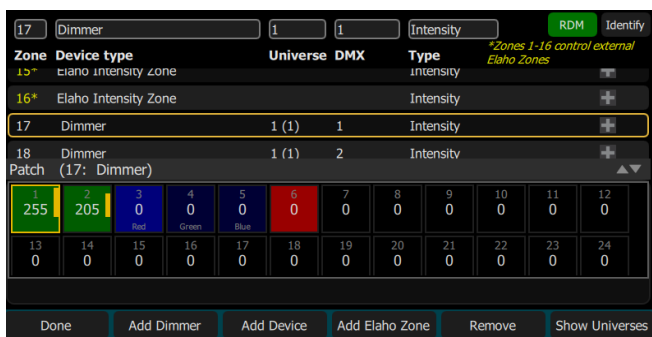 17 Dimmer 1 1 Intensity RDM Identify
Zone Device type Universe DMX Type *Zones 1-16 control external
Elaho Zones
15* Elaho Intensity Zone Intensity
16* Elaho Intensity Zone Intensity
17 Dimmer 1 (1) 1 Intensity
18 Dimmer 1 (1) 2 Intensity
Patch (17: Dimmer)
1 2 3 4 5 6 7 8 9 10 11 12
255 205 0 0 0 0 0 0 0 0 0 0
Red Green Blue
13 14 15 16 17 18 19 20 21 22 23 24
0 0 0 0 0 0 0 0 0 0 0 0
Done Add Dimmer Add Device Add Elaho Zone Remove Show Universes